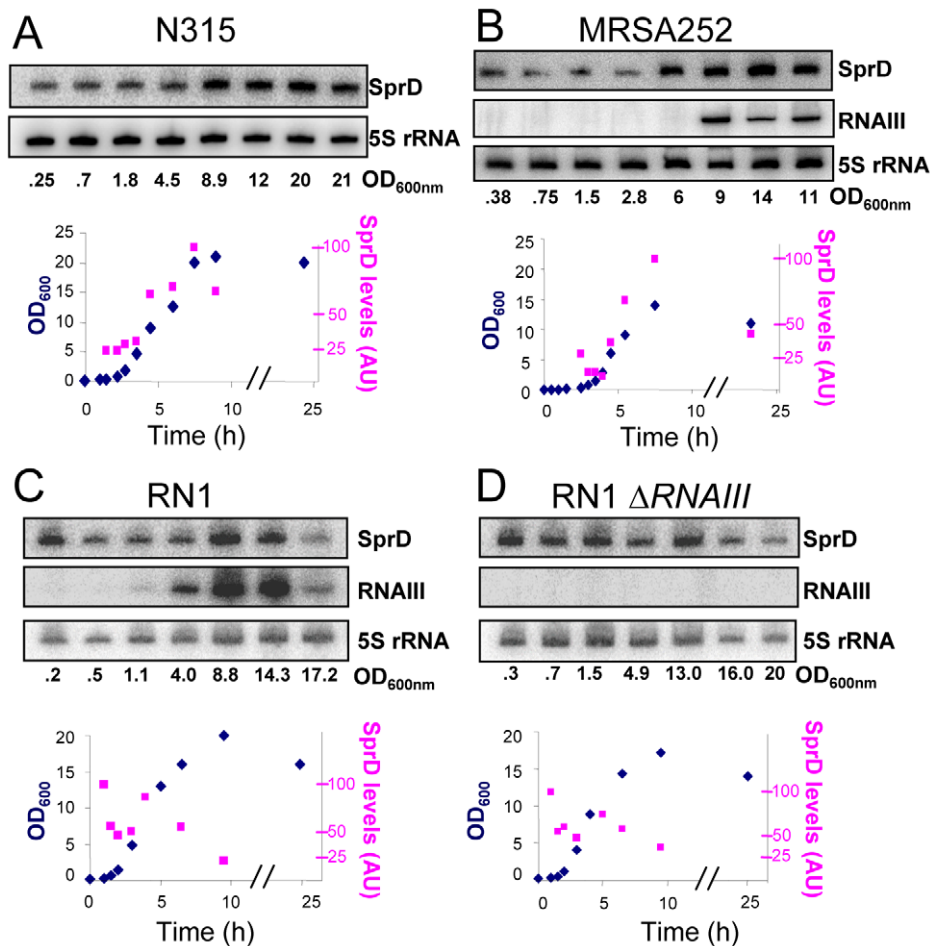 A
N315
SprD
5S rRNA
.25 .7 1.8 4.5 8.9 12 20 21 OD600nm
25
20
15
10
5
0
OD600
100
50
25
SprD levels (AU)
0 5 10 25
Time (h)
B
MRSA252
SprD
RNAIII
5S rRNA
.38 .75 1.5 2.8 6 9 14 11 OD600nm
25
20
15
10
5
0
OD600
100
50
25
SprD levels (AU)
0 5 10 25
Time (h)
C
RN1
SprD
RNAIII
5S rRNA
.2 .5 1.1 4.0 8.8 14.3 17.2 OD600nm
20
15
10
5
0
OD600
100
50
25
SprD levels (AU)
0 5 10 25
Time (h)
D
RN1 ΔRNAIII
SprD
RNAIII
5S rRNA
.3 .7 1.5 4.9 13.0 16.0 20 OD600nm
20
15
10
5
0
OD600
100
50
25
SprD levels (AU)
0 5 10 25
Time (h)